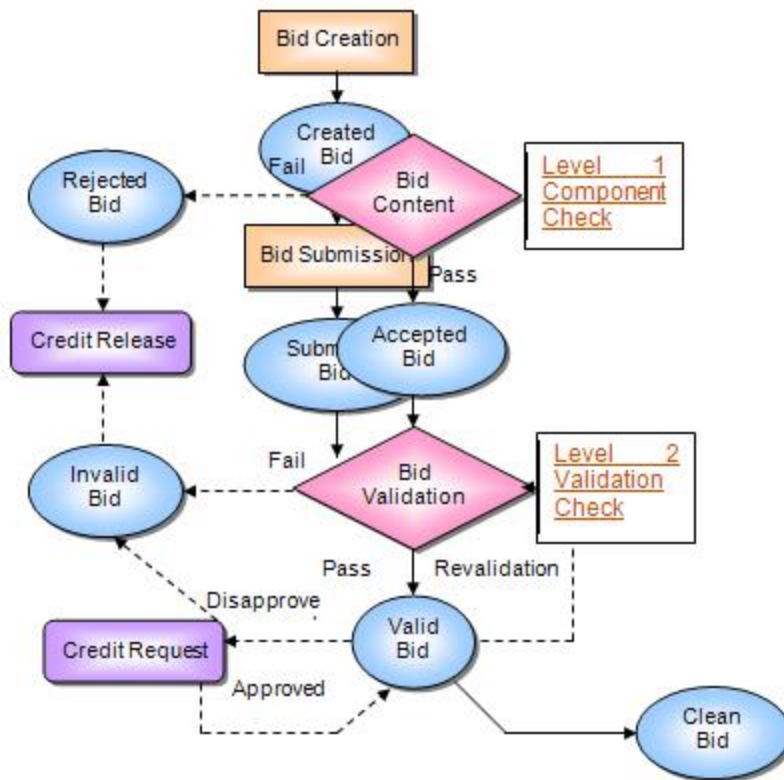 Bid Creation
Created
Bid
Fail
Bid
Content
Level 1
Component
Check
Rejected
Bid
Bid Submission
Pass
Credit Release
Bid
Accepted
Bid
Fail
Bid
Validation
Level 2
Validation
Check
Invalid
Bid
Pass
Revalidation
Disapprove
Valid
Bid
Credit Request
Approved
Clean
Bid